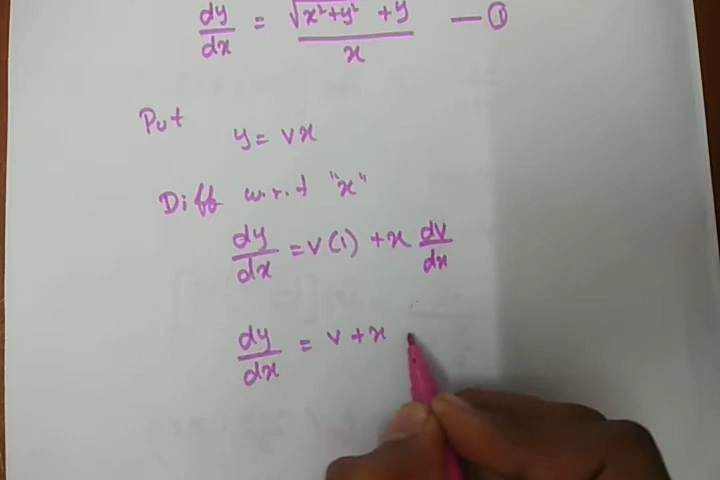 dy/dx = √x²+y² + y / x — ①
Put
y = vx
Diff w.r.t "x"
dy/dx = v(1) + x dv/dx
dy/dx = v + x